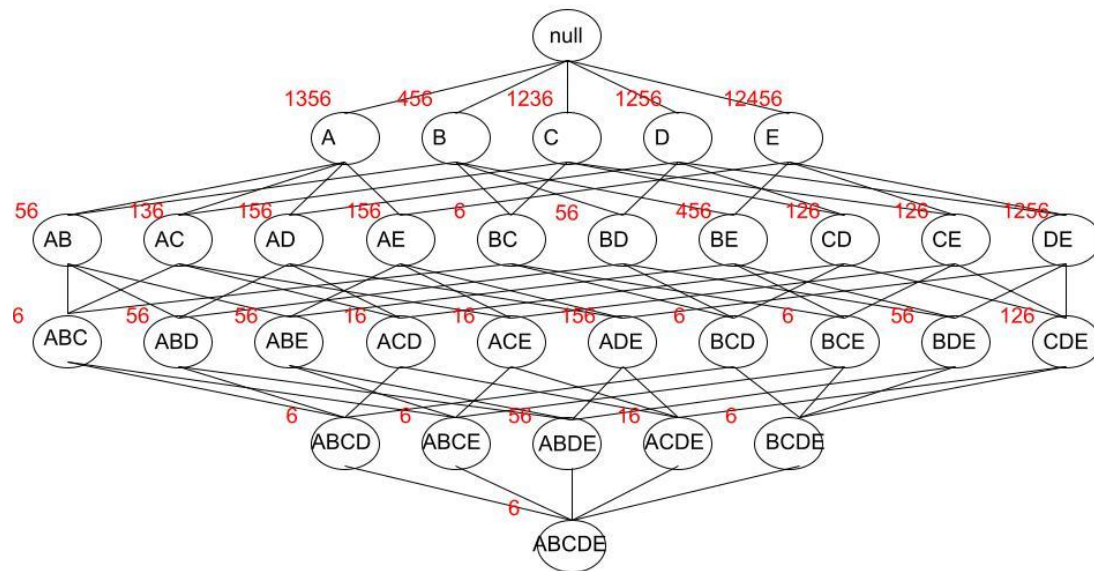 null
1356 456 1236 1256 12456
A B C D E
56 136 156 156 6 56 456 126 126 1256
AB AC AD AE BC BD BE CD CE DE
6 56 56 16 16 156 6 6 56 126
ABC ABD ABE ACD ACE ADE BCD BCE BDE CDE
6 6 56 16 6
ABCD ABCE ABDE ACDE BCDE
6
ABCDE